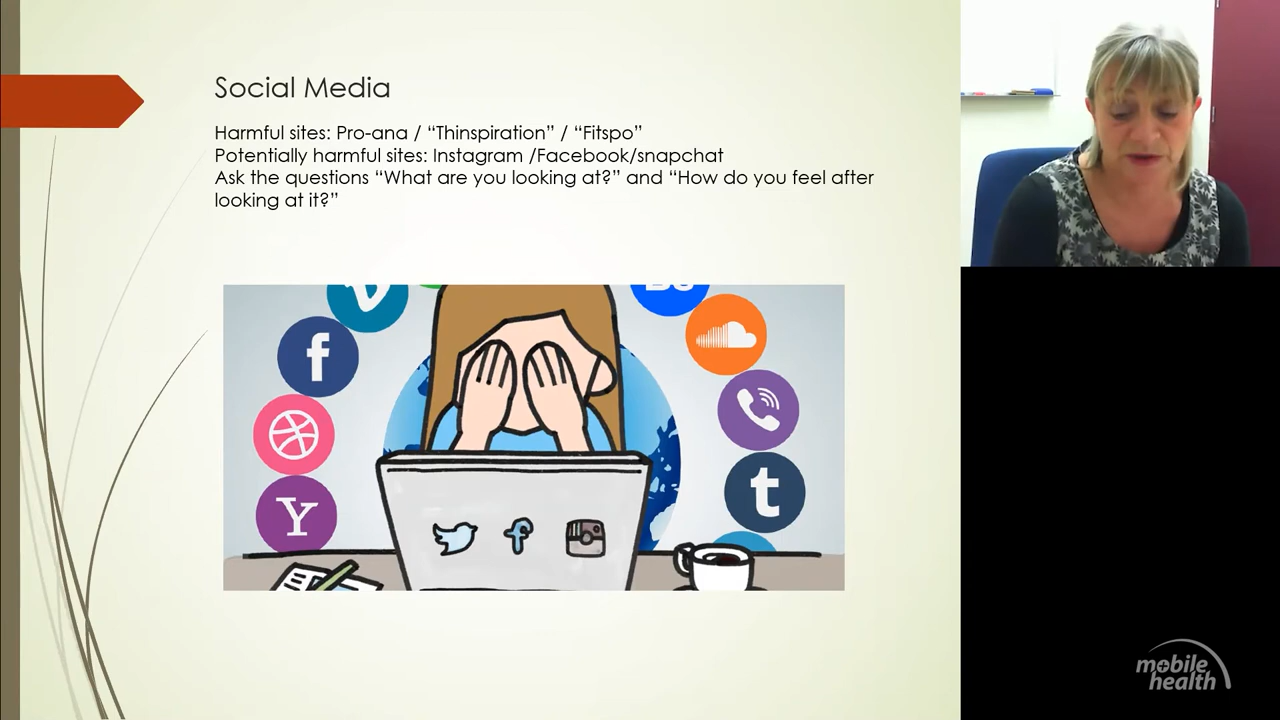 Social Media
Harmful sites: Pro-ana / “Thinspiration” / “Fitspo”
Potentially harmful sites: Instagram /Facebook/snapchat
Ask the questions “What are you looking at?” and “How do you feel after
looking at it?”
f
Y
t
f
mobile
health